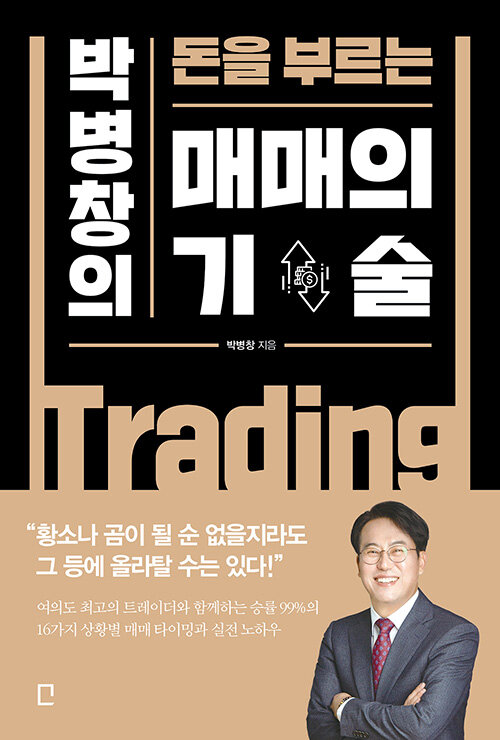 박병창의
돈을 부르는
매매의
기술
박병창 지음
Trading
“황소나 곰이 될 순 없을지라도
그 등에 올라탈 수는 있다!”
여의도 최고의 트레이더와 함께하는 승률 99%의
16가지 상황별 매매 타이밍과 실전 노하우